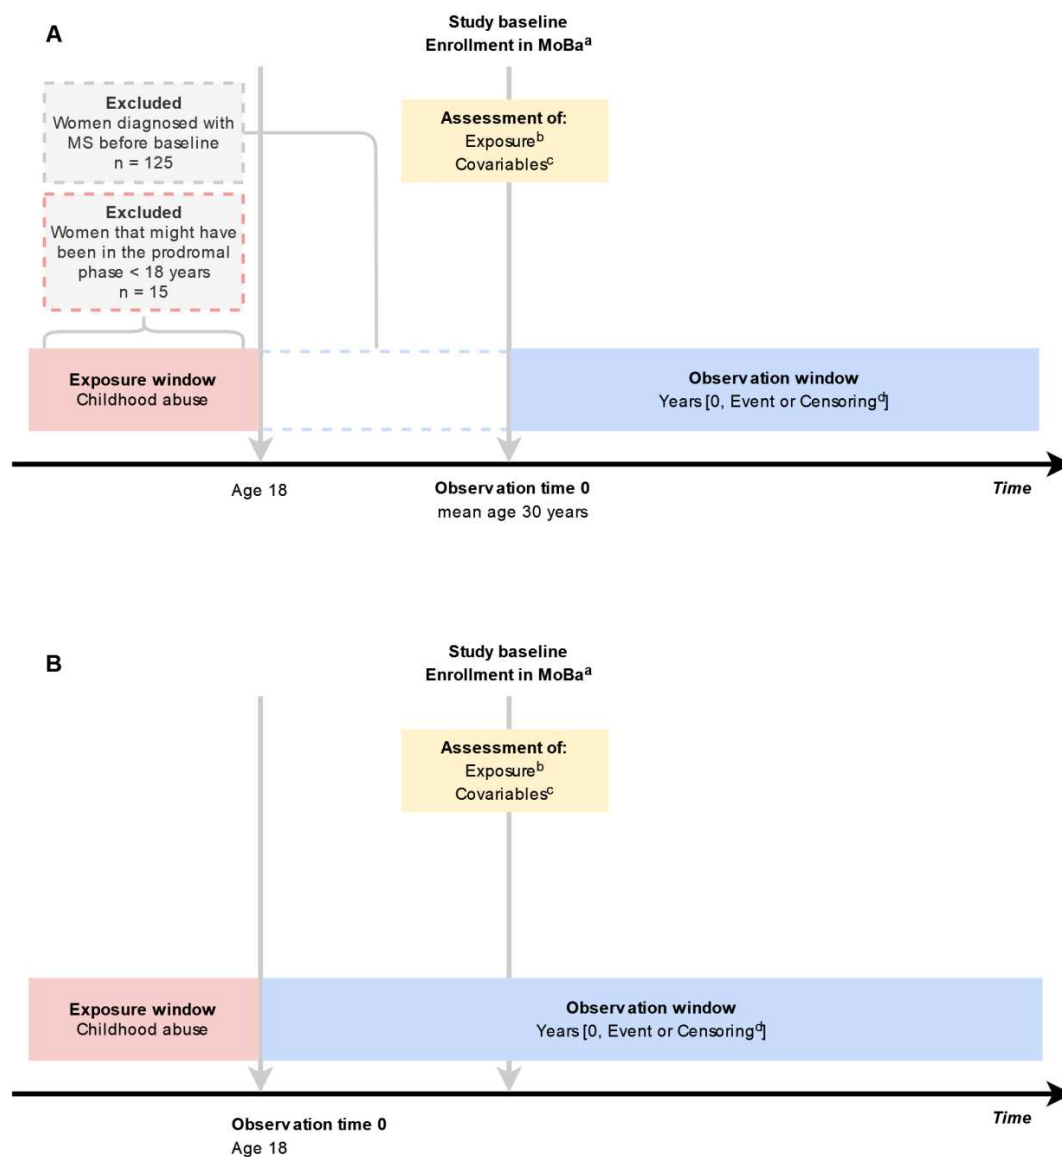 A
Study baseline
Enrollment in MoBaᵃ
Excluded
Women diagnosed with
MS before baseline
n = 125
Assessment of:
Exposureᵇ
Covariablesᶜ
Excluded
Women that might have
been in the prodromal
phase < 18 years
n = 15
Exposure window
Childhood abuse
Observation window
Years [0, Event or Censoringᵈ]
Age 18
Observation time 0
mean age 30 years
Time
B
Study baseline
Enrollment in MoBaᵃ
Assessment of:
Exposureᵇ
Covariablesᶜ
Exposure window
Childhood abuse
Observation window
Years [0, Event or Censoringᵈ]
Time
Observation time 0
Age 18